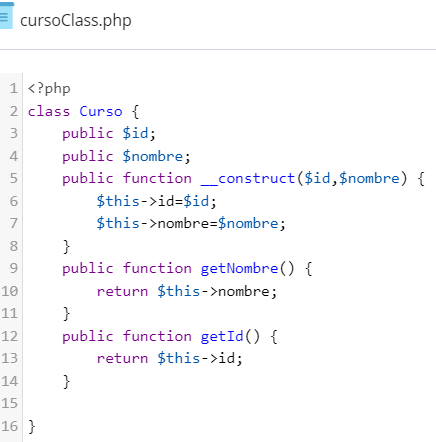 cursoClass.php
1 <?php
2 class Curso {
3     public $id;
4     public $nombre;
5     public function __construct($id,$nombre) {
6         $this->id=$id;
7         $this->nombre=$nombre;
8     }
9     public function getNombre() {
10         return $this->nombre;
11     }
12     public function getId() {
13         return $this->id;
14     }
15
16 }